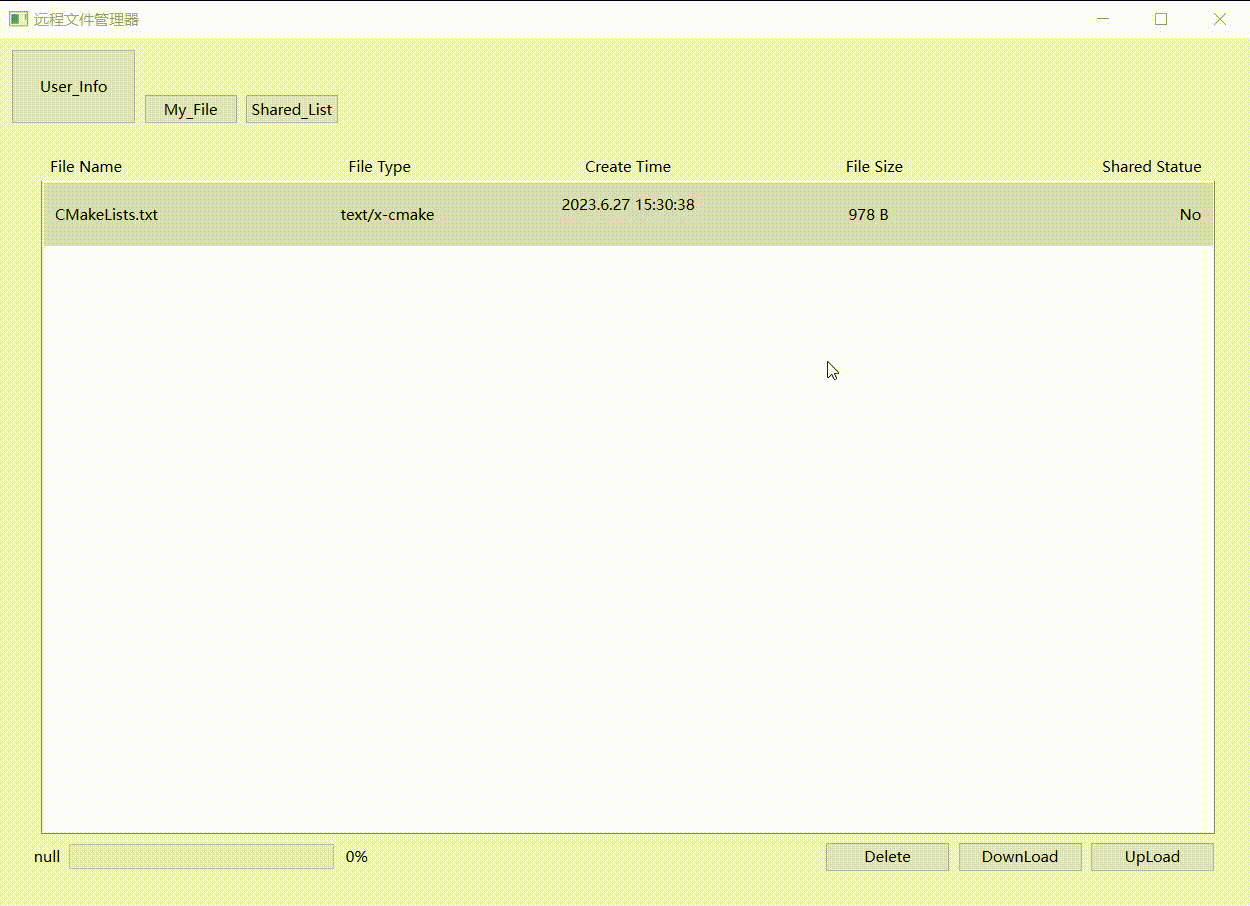 远程文件管理器
User_Info
My_File Shared_List
File Name File Type Create Time File Size Shared Statue
CMakeLists.txt text/x-cmake 2023.6.27 15:30:38 978 B No
null 0% Delete DownLoad UpLoad